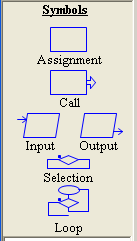 Symbols
Assignment
Call
Input Output
Selection
Loop